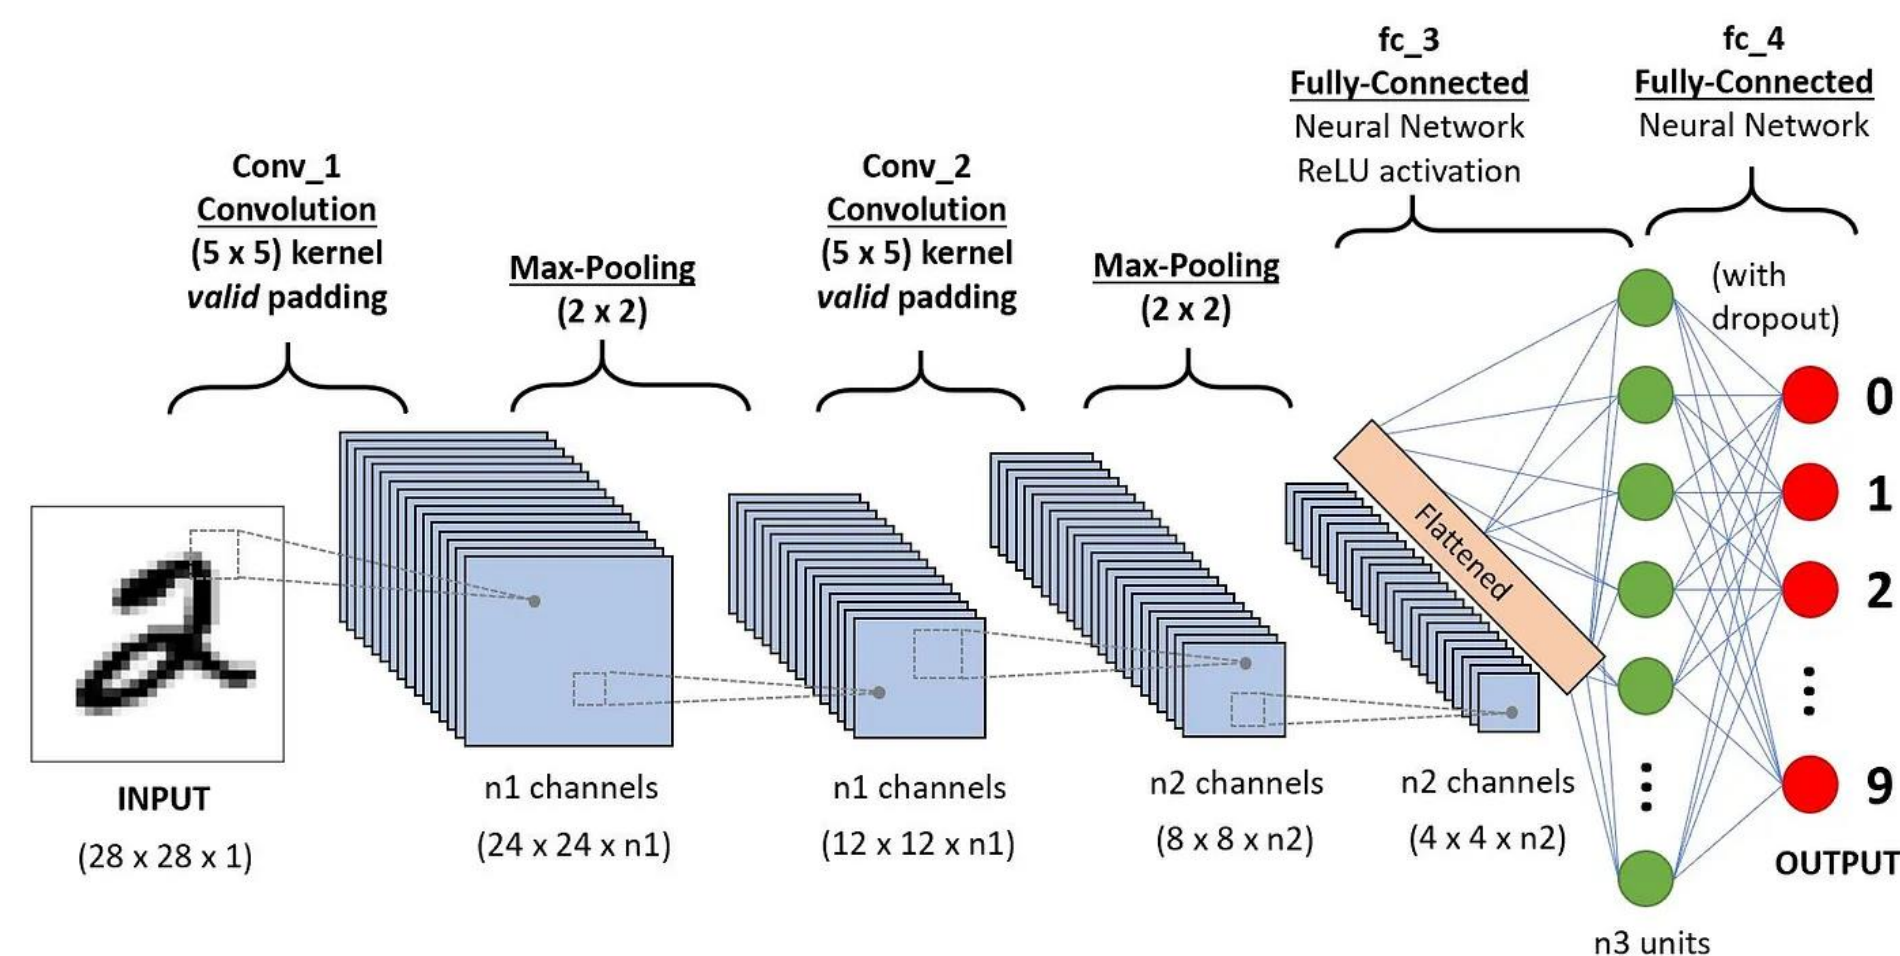 Conv_1
Convolution
(5 x 5) kernel
valid padding
Max-Pooling
(2 x 2)
Conv_2
Convolution
(5 x 5) kernel
valid padding
Max-Pooling
(2 x 2)
fc_3
Fully-Connected
Neural Network
ReLU activation
fc_4
Fully-Connected
Neural Network
(with
dropout)
Flattened
0
1
2
9
OUTPUT
INPUT
(28 x 28 x 1)
n1 channels
(24 x 24 x n1)
n1 channels
(12 x 12 x n1)
n2 channels
(8 x 8 x n2)
n2 channels
(4 x 4 x n2)
n3 units
2